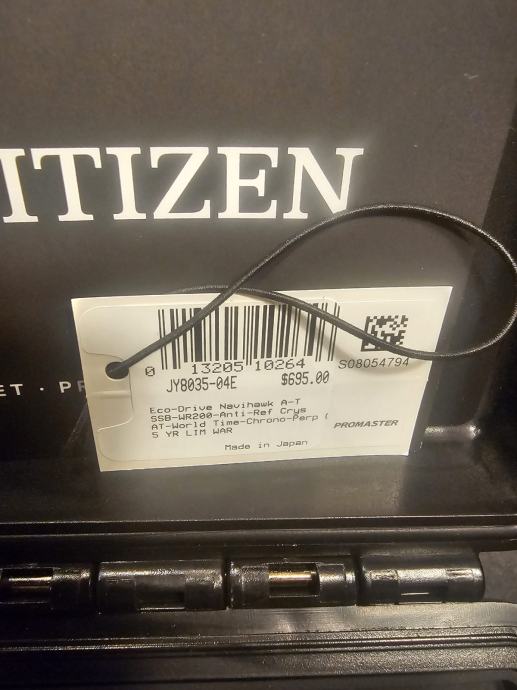 ITIZEN
0 13205 10264 S08054794
JY8035-04E $695.00
ET · PR
Eco-Drive Navihawk A-T
SSB-WR200-Anti-Ref Crys
AT-World Time-Chrono-Perp (
5 YR LIM WAR
PROMASTER
Made in Japan